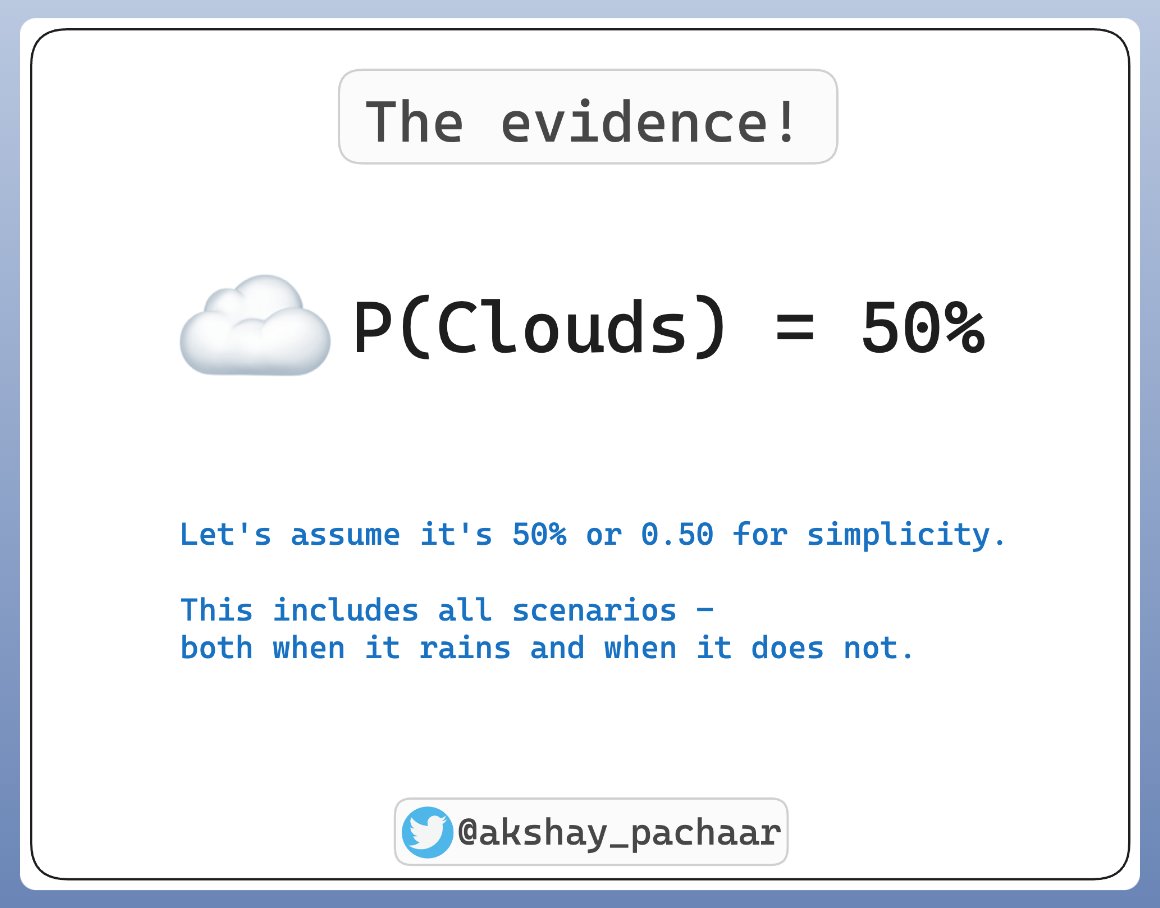 The evidence!
P(Clouds) = 50%
Let's assume it's 50% or 0.50 for simplicity.
This includes all scenarios –
both when it rains and when it does not.
@akshay_pachaar